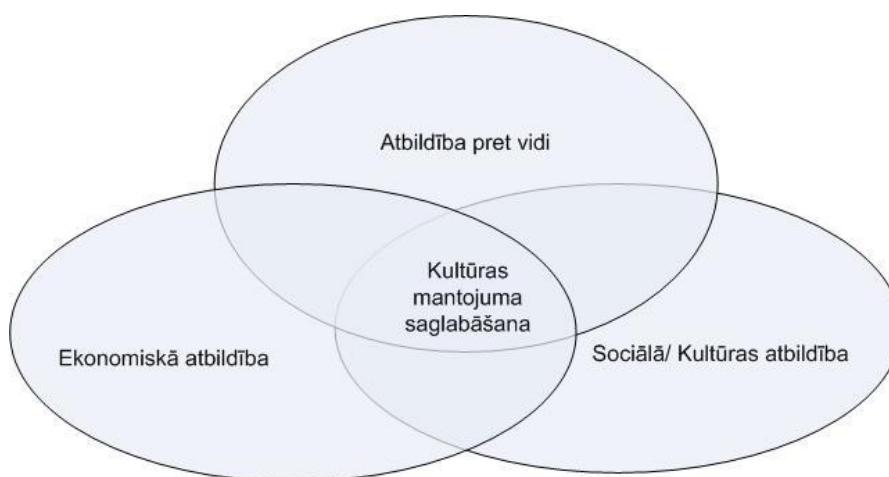 Atbildība pret vidi
Kultūras
mantojuma
saglabāšana
Ekonomiskā atbildība
Sociālā/ Kultūras atbildība